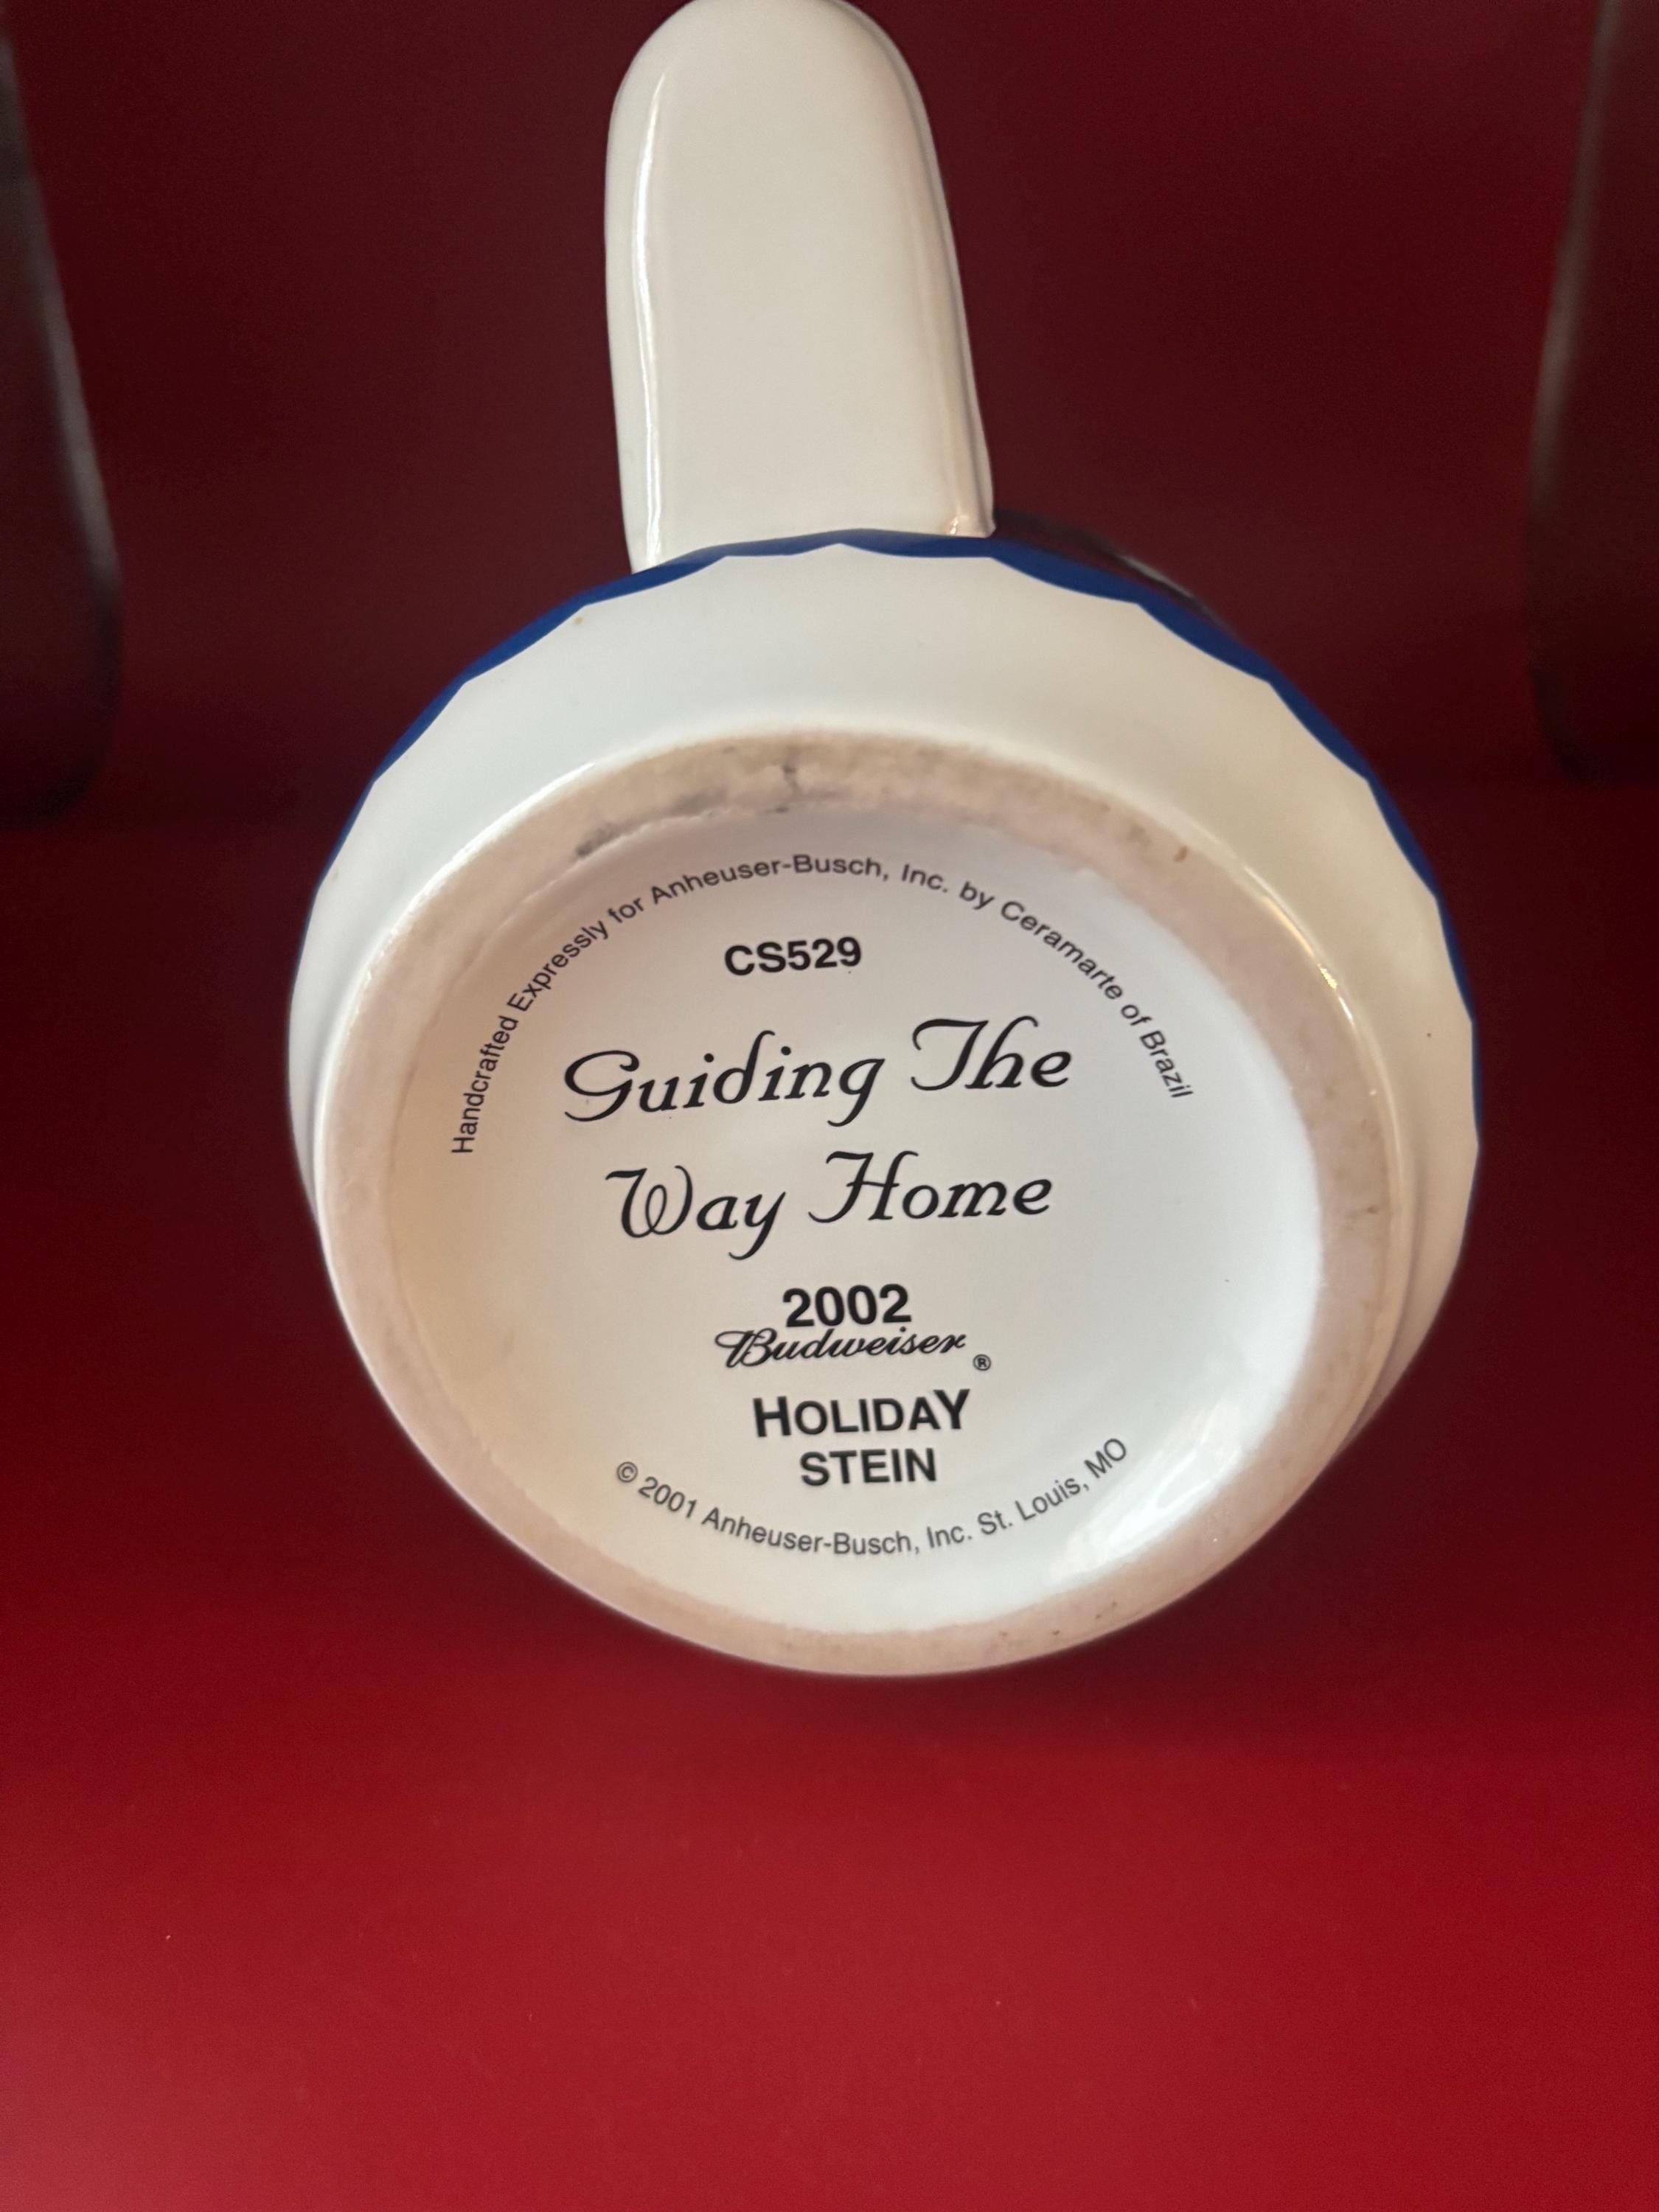 Handcrafted Expressly for Anheuser-Busch, Inc. by Ceramarte of Brazil
CS529
Guiding The
Way Home
2002
Budweiser ®
HOLIDAY
STEIN
© 2001 Anheuser-Busch, Inc. St. Louis, MO